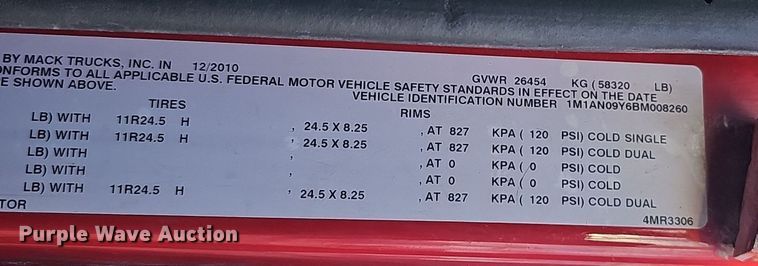 BY MACK TRUCKS, INC. IN 12/2010
GVWR 26454 KG ( 58320 LB)
ONFORMS TO ALL APPLICABLE U.S. FEDERAL MOTOR VEHICLE SAFETY STANDARDS IN EFFECT ON THE DATE
E SHOWN ABOVE. VEHICLE IDENTIFICATION NUMBER 1M1AN09Y6BM008260
TIRES RIMS
LB) WITH 11R24.5 H , 24.5 X 8.25 , AT 827 KPA ( 120 PSI) COLD SINGLE
LB) WITH 11R24.5 H , 24.5 X 8.25 , AT 827 KPA ( 120 PSI) COLD DUAL
LB) WITH , , AT 0 KPA ( 0 PSI) COLD
LB) WITH , , AT 0 KPA ( 0 PSI) COLD
LB) WITH 11R24.5 H , 24.5 X 8.25 , AT 827 KPA ( 120 PSI) COLD DUAL
TOR 4MR3306
Purple Wave Auction